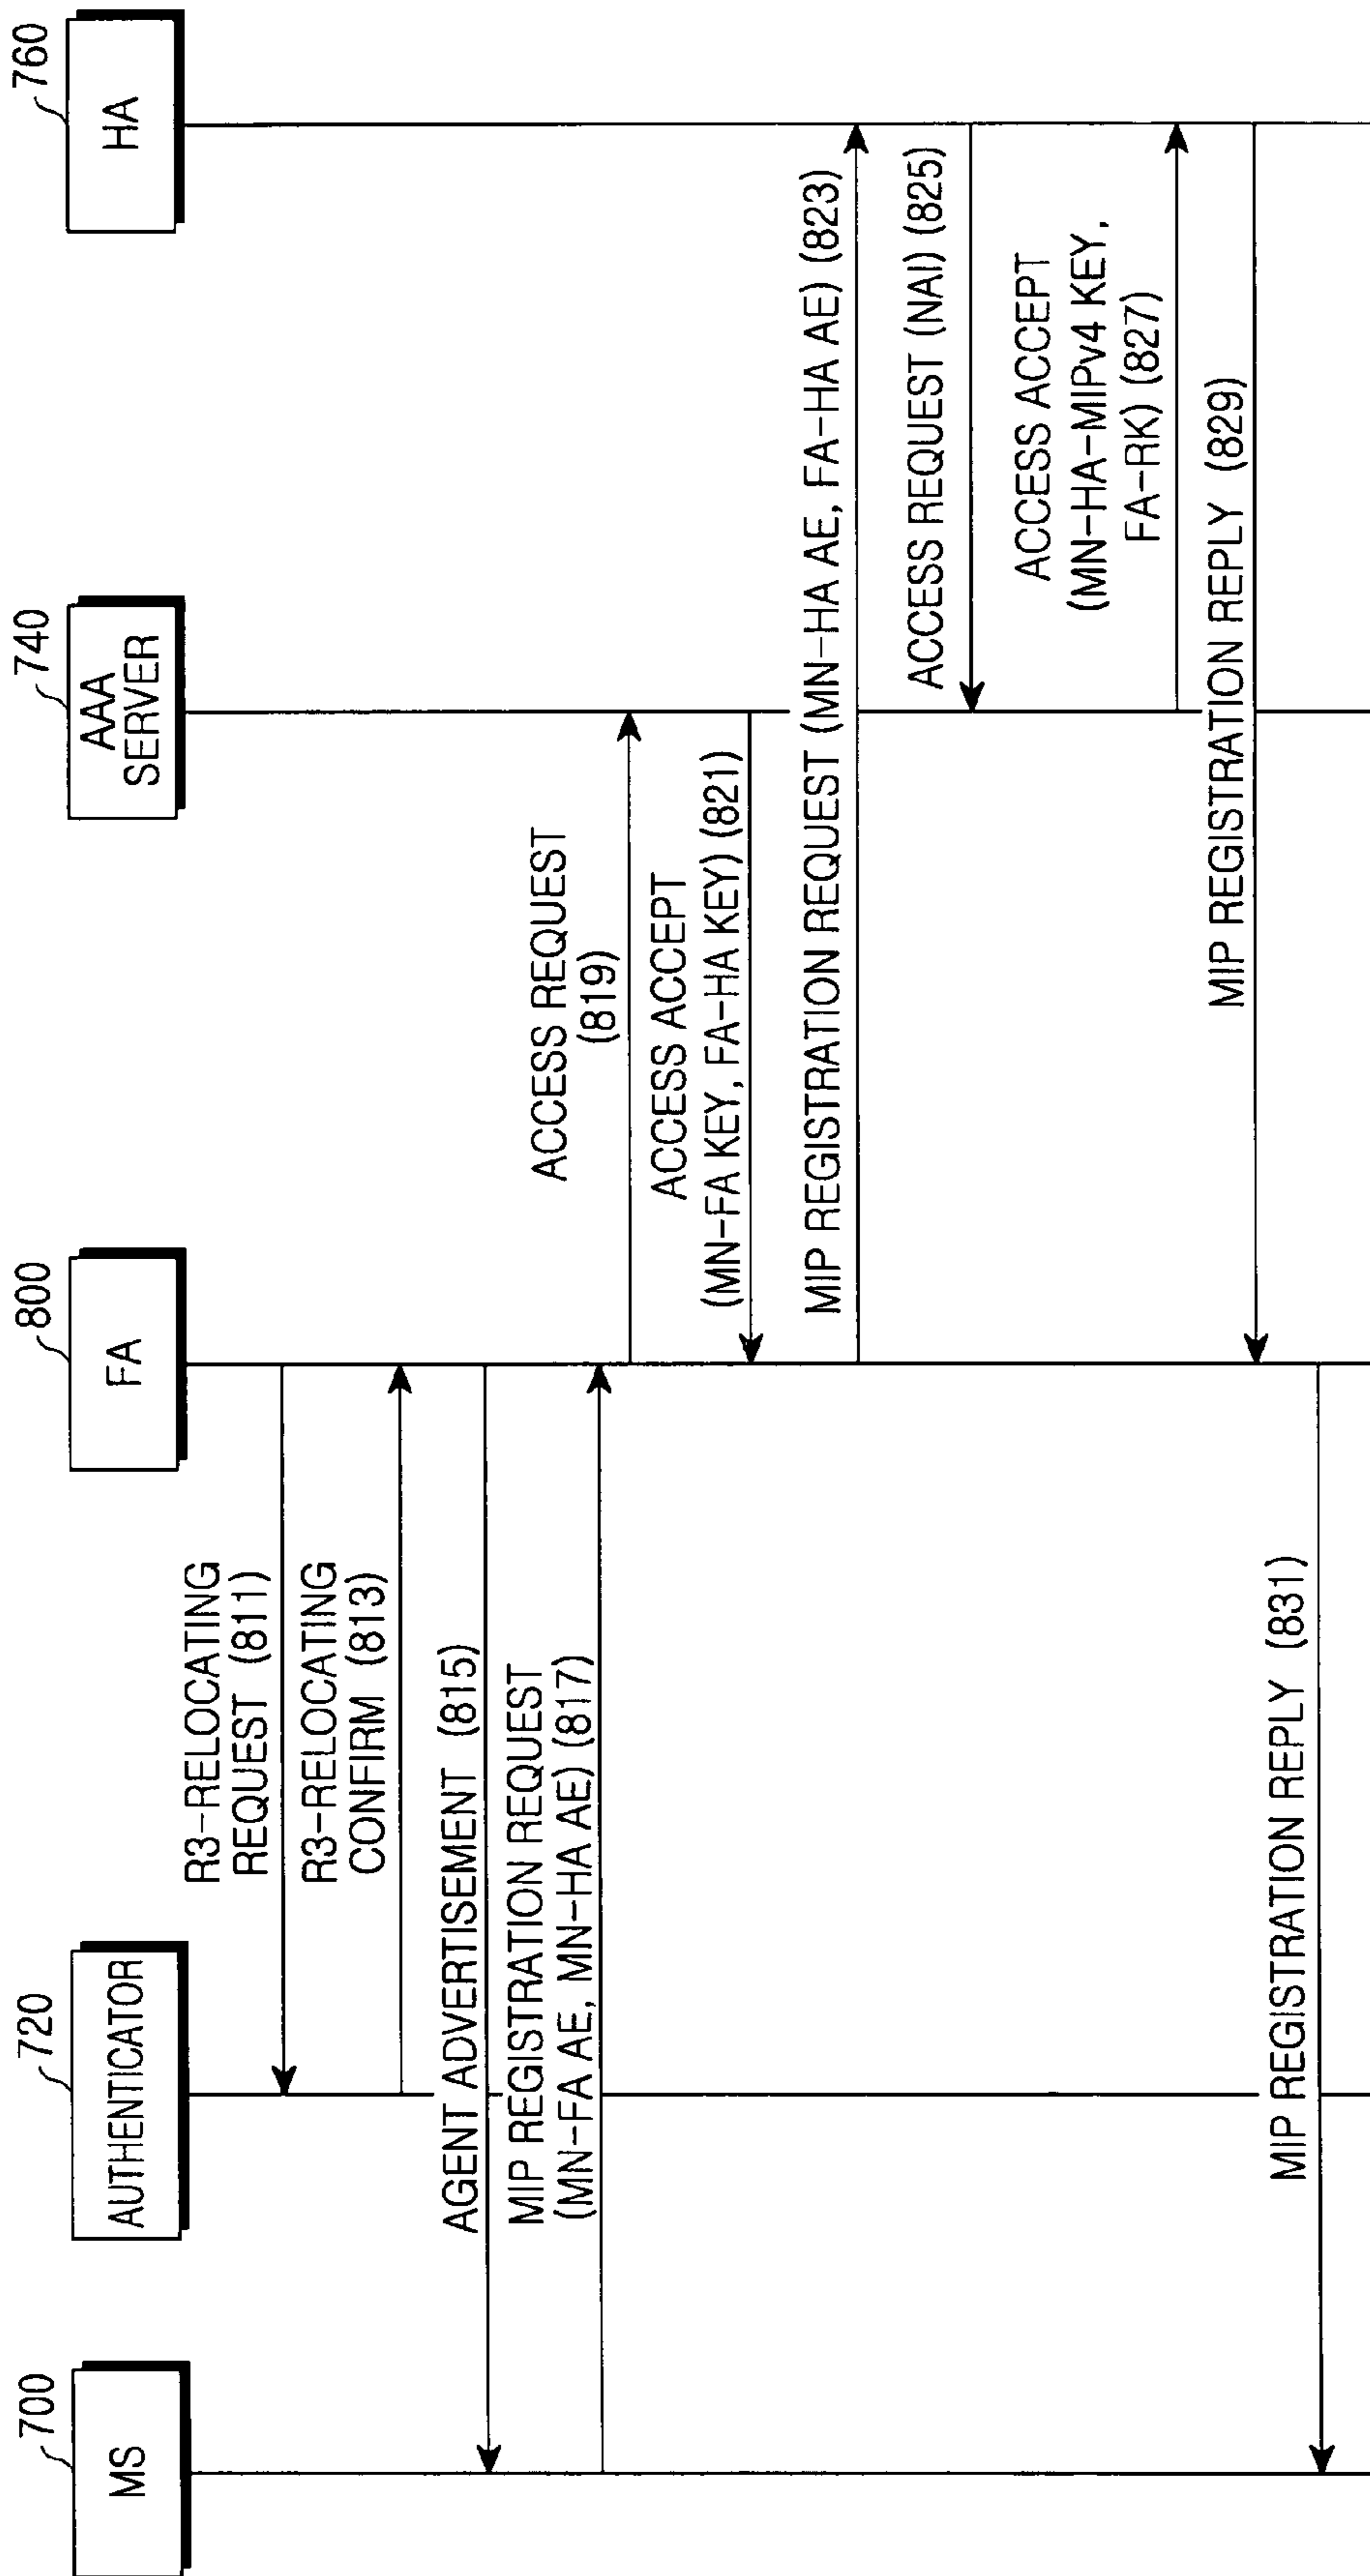 700
MS
720
AUTHENTICATOR
800
FA
740
AAA
SERVER
760
HA
R3-RELOCATING
REQUEST (811)
R3-RELOCATING
CONFIRM (813)
AGENT ADVERTISEMENT (815)
MIP REGISTRATION REQUEST
(MN-FA AE, MN-HA AE) (817)
ACCESS REQUEST
(819)
ACCESS ACCEPT
(MN-FA KEY, FA-HA KEY) (821)
MIP REGISTRATION REQUEST (MN-HA AE, FA-HA AE) (823)
ACCESS REQUEST (NAI) (825)
ACCESS ACCEPT
(MN-HA-MIPv4 KEY,
FA-RK) (827)
MIP REGISTRATION REPLY (829)
MIP REGISTRATION REPLY (831)